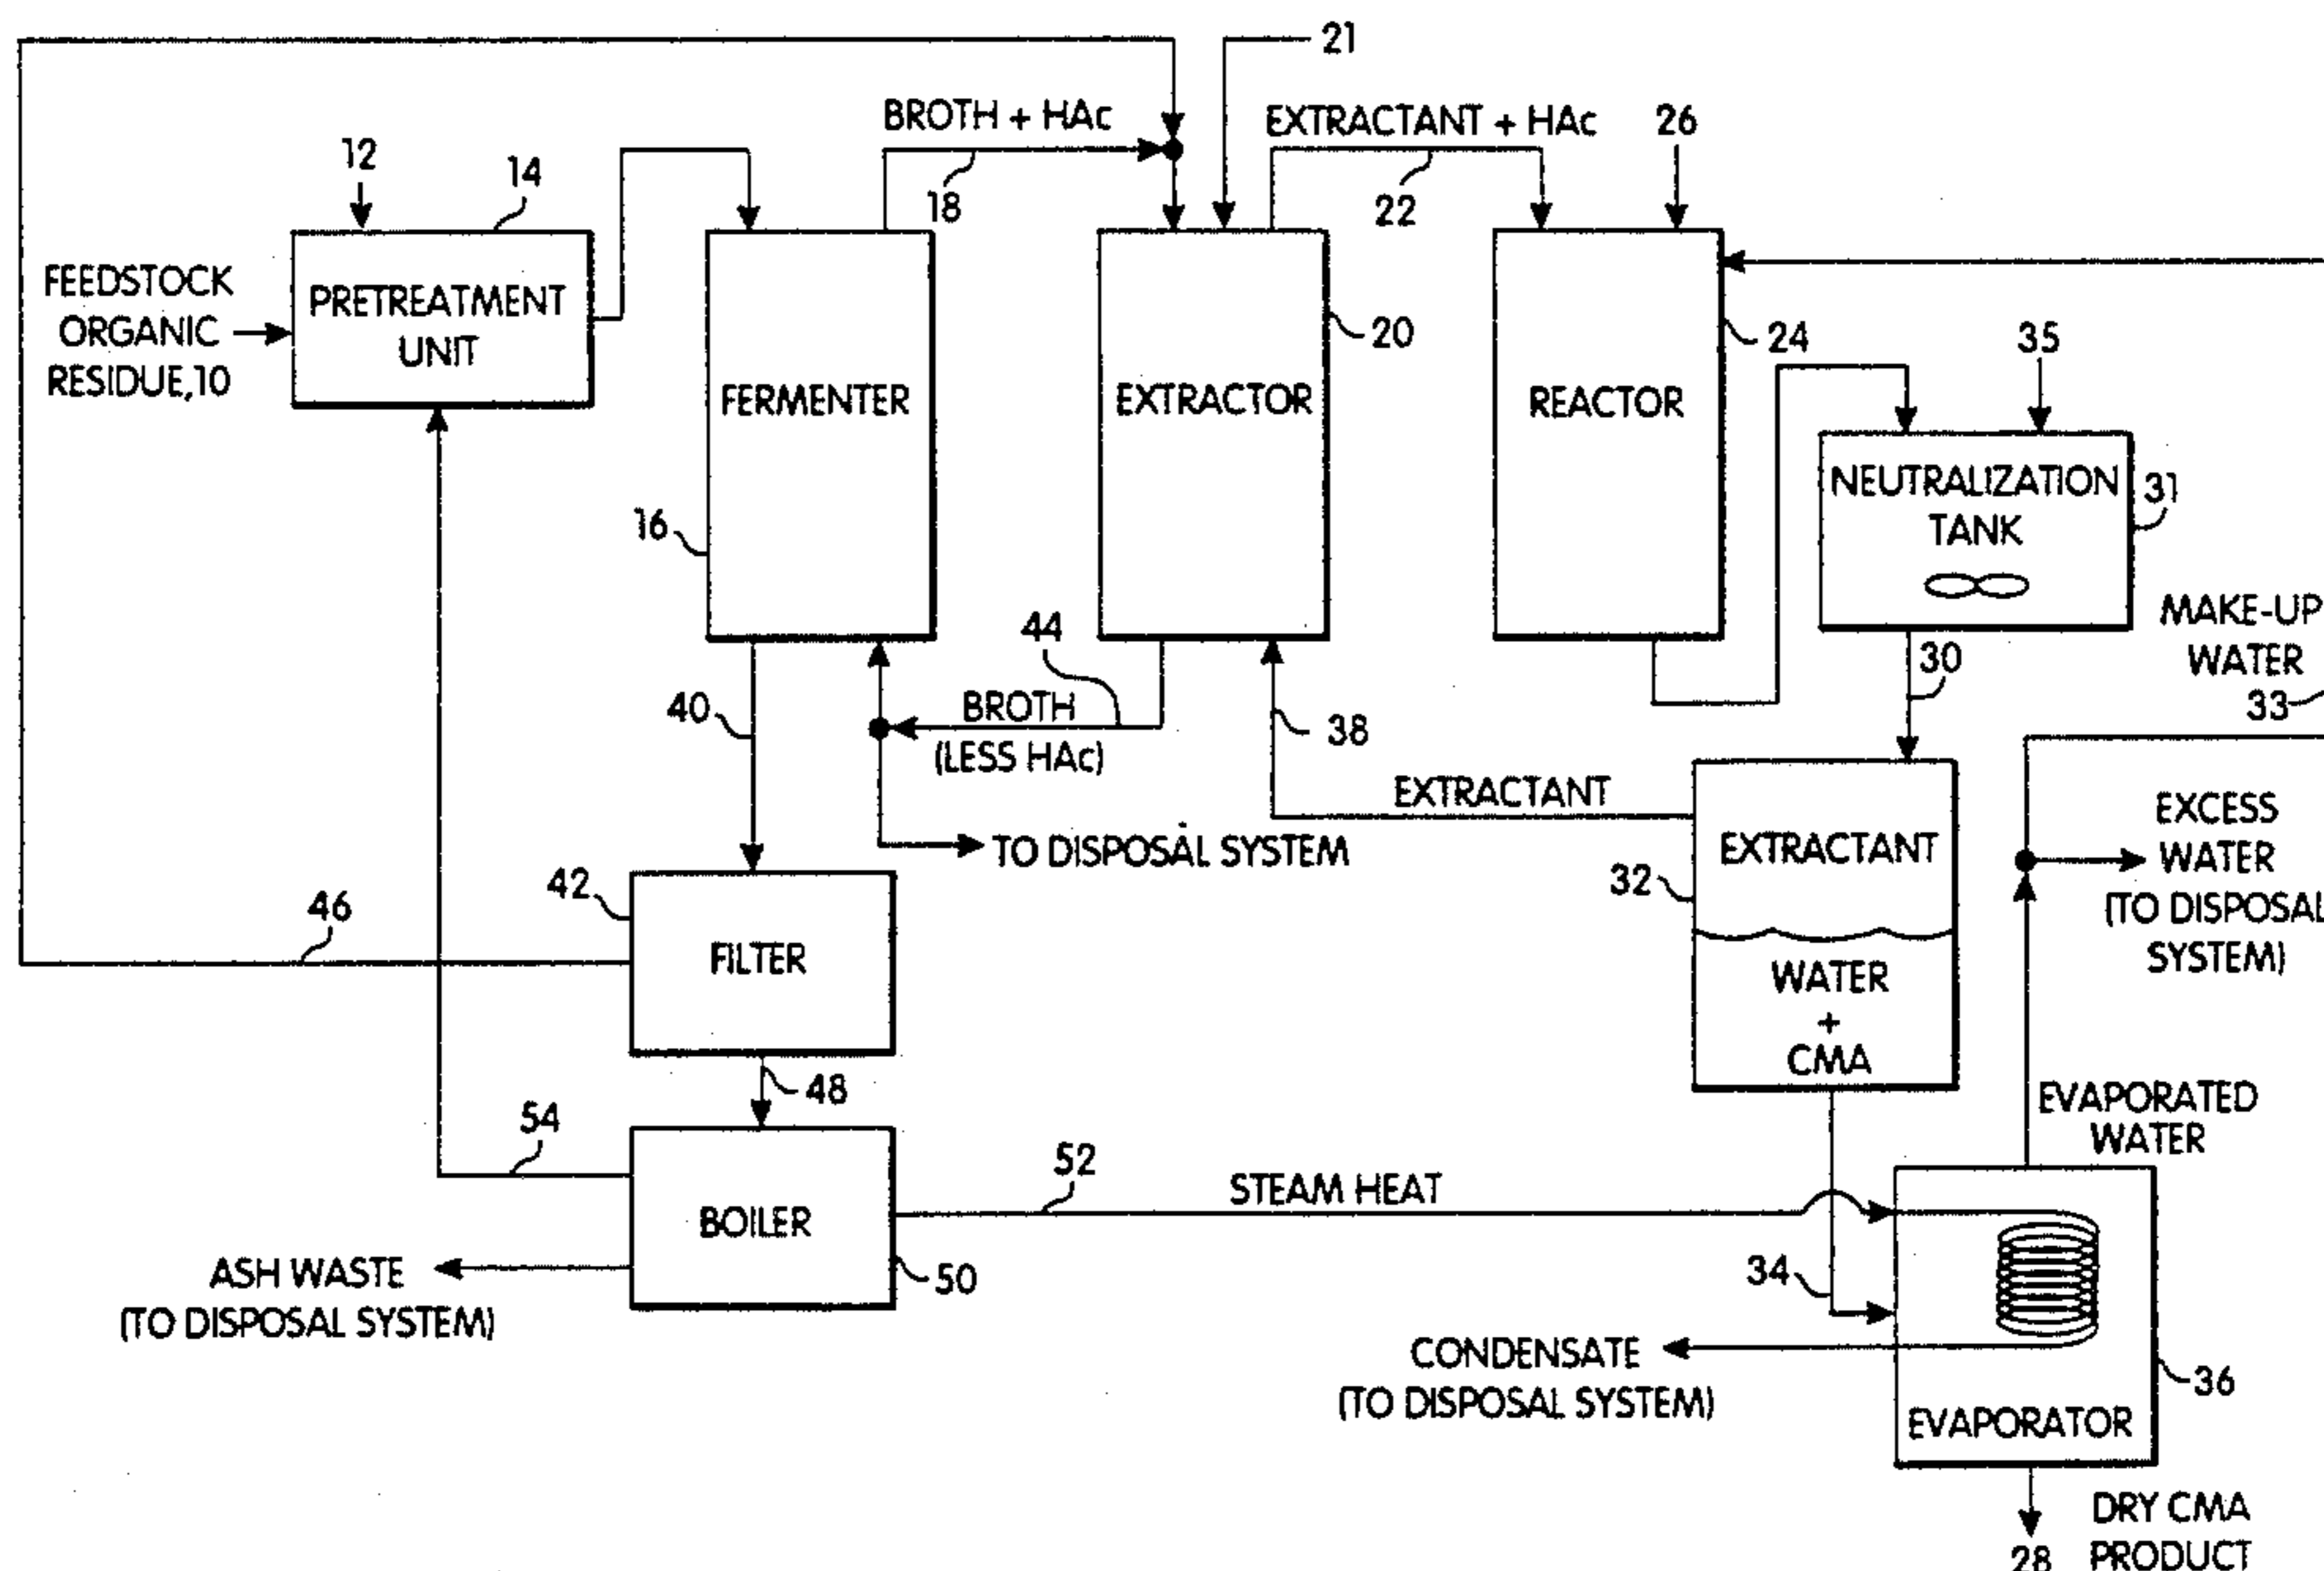 21
BROTH + HAc
EXTRACTANT + HAc
26
12
14
18
22
FEEDSTOCK
ORGANIC
RESIDUE,10
PRETREATMENT
UNIT
20
24
35
FERMENTER
EXTRACTOR
REACTOR
NEUTRALIZATION
TANK
31
16
MAKE-UP
WATER
33
44
30
40
BROTH
(LESS HAc)
38
EXTRACTANT
TO DISPOSAL SYSTEM
EXCESS
WATER
(TO DISPOSAL
SYSTEM)
42
32
EXTRACTANT
46
FILTER
WATER
+
CMA
48
EVAPORATED
WATER
54
52
STEAM HEAT
BOILER
50
34
ASH WASTE
(TO DISPOSAL SYSTEM)
CONDENSATE
(TO DISPOSAL SYSTEM)
36
EVAPORATOR
DRY CMA
PRODUCT
28